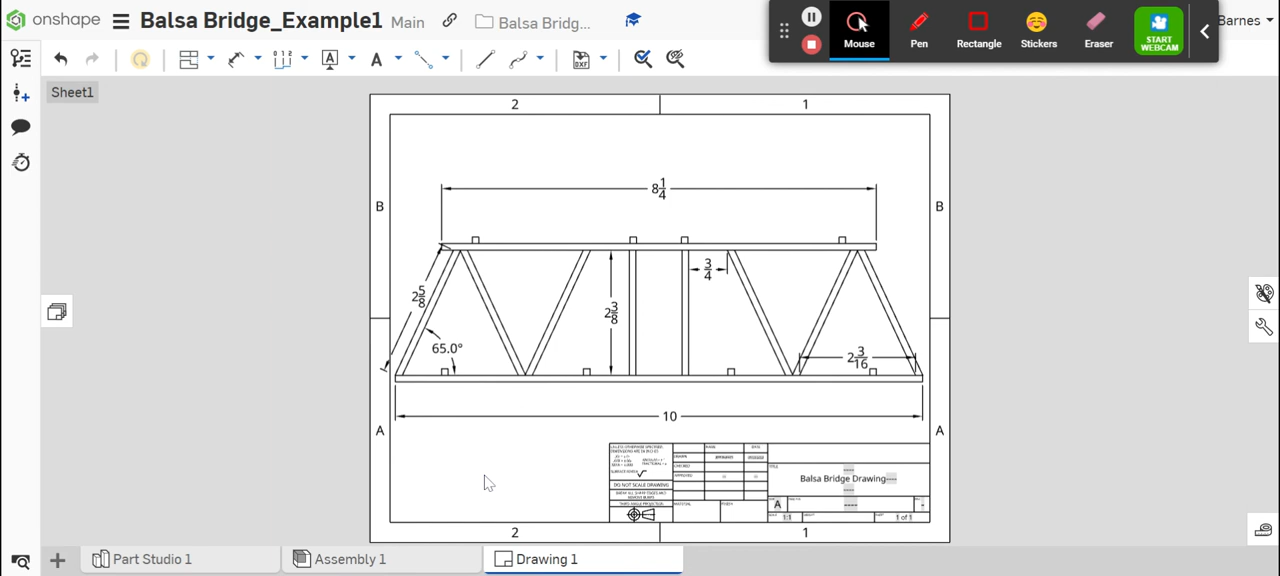 onshape Balsa Bridge_Example1 Main Balsa Bridg... Barnes
Mouse Pen Rectangle Stickers Eraser START WEBCAM
Sheet1
2 1
8 1/4
B B
3/4
2 5/8
2 3/8
65.0°
2 3/16
10
A A
DO NOT SCALE DRAWING
TITLE
Balsa Bridge Drawing
A
1:1 1 of 1
2 1
Part Studio 1 Assembly 1 Drawing 1